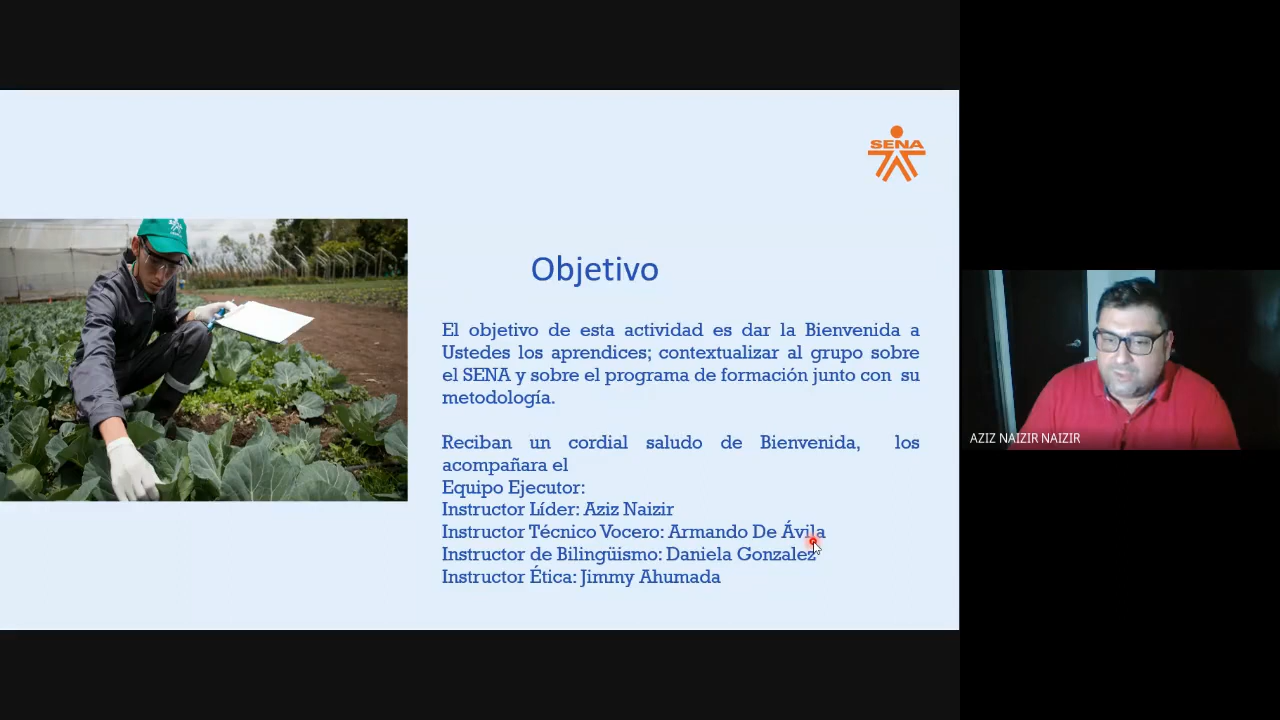 SENA
Objetivo
El objetivo de esta actividad es dar la Bienvenida a
Ustedes los aprendices; contextualizar al grupo sobre
el SENA y sobre el programa de formación junto con su
metodología.
Reciban un cordial saludo de Bienvenida, los
acompañara el
Equipo Ejecutor:
Instructor Líder: Aziz Naizir
Instructor Técnico Vocero: Armando De Ávila
Instructor de Bilingüismo: Daniela Gonzalez
Instructor Ética: Jimmy Ahumada
AZIZ NAIZIR NAIZIR